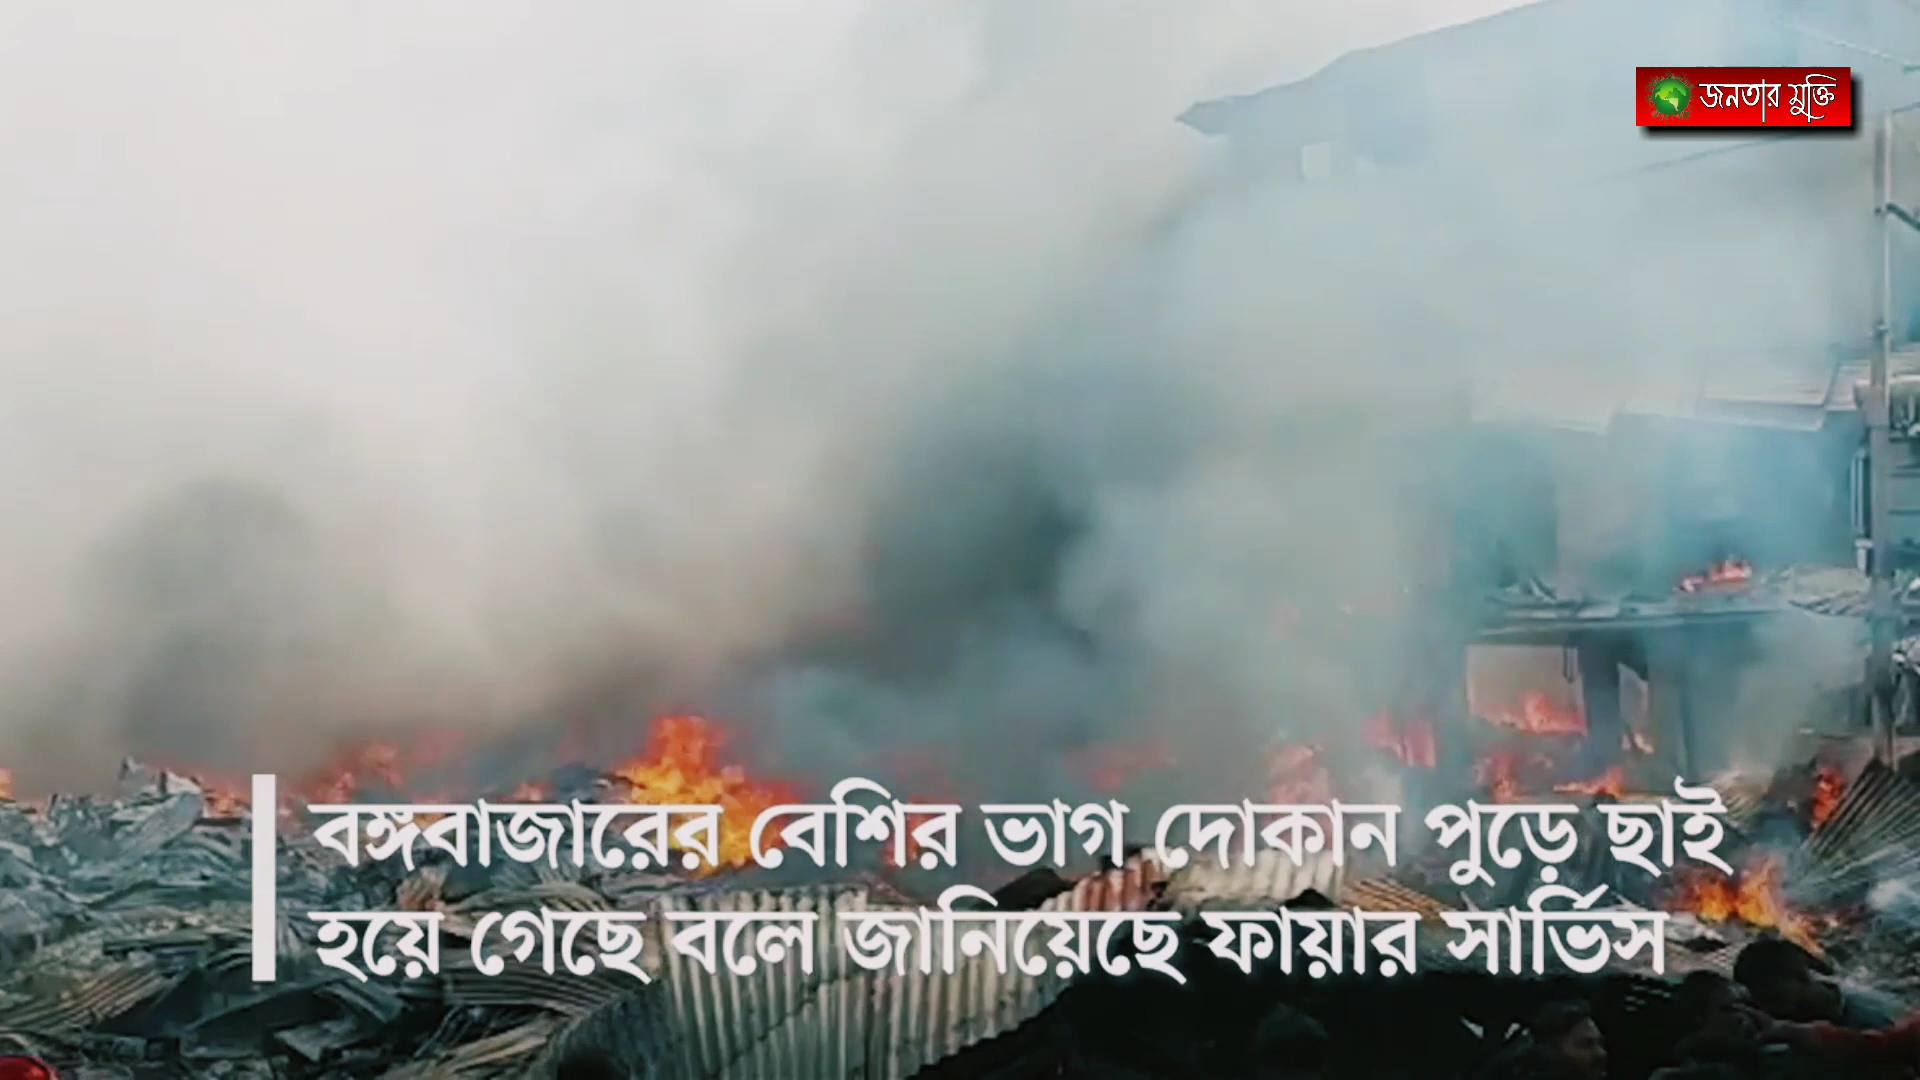 জনতার মুক্তি
বঙ্গবাজারের বেশির ভাগ দোকান পুড়ে ছাই
হয়ে গেছে বলে জানিয়েছে ফায়ার সার্ভিস